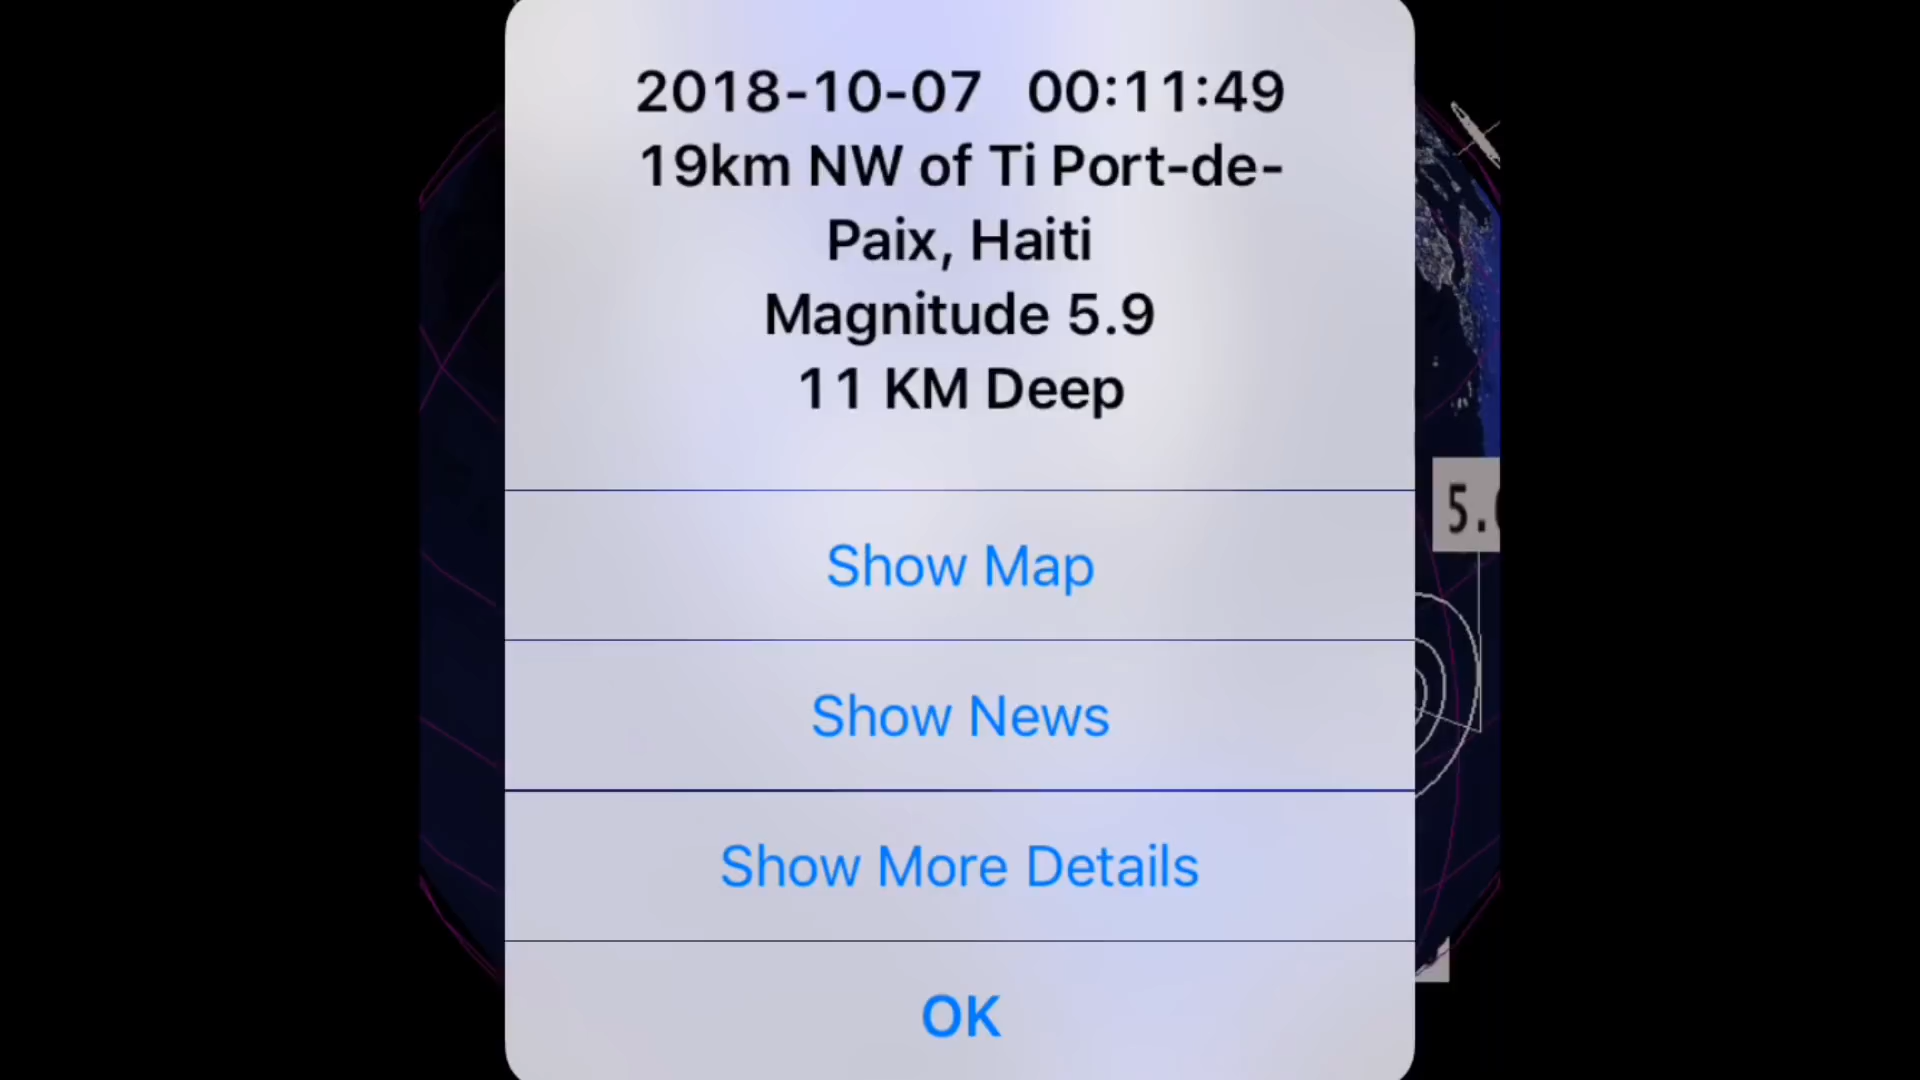 2018-10-07 00:11:49
19km NW of Ti Port-de-
Paix, Haiti
Magnitude 5.9
11 KM Deep
5.
Show Map
Show News
Show More Details
OK